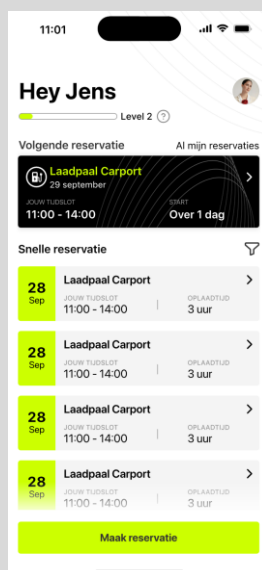 11:01
Hey Jens
Level 2 ?
Volgende reservatie Al mijn reservaties
Laadpaal Carport
29 september
JOUW TIJDSLOT START
11:00 - 14:00 Over 1 dag
Snelle reservatie
28 Sep Laadpaal Carport
JOUW TIJDSLOT OPLAADTIJD
11:00 - 14:00 3 uur
28 Sep Laadpaal Carport
JOUW TIJDSLOT OPLAADTIJD
11:00 - 14:00 3 uur
28 Sep Laadpaal Carport
JOUW TIJDSLOT OPLAADTIJD
11:00 - 14:00 3 uur
28 Sep Laadpaal Carport
JOUW TIJDSLOT OPLAADTIJD
11:00 - 14:00 3 uur
Maak reservatie